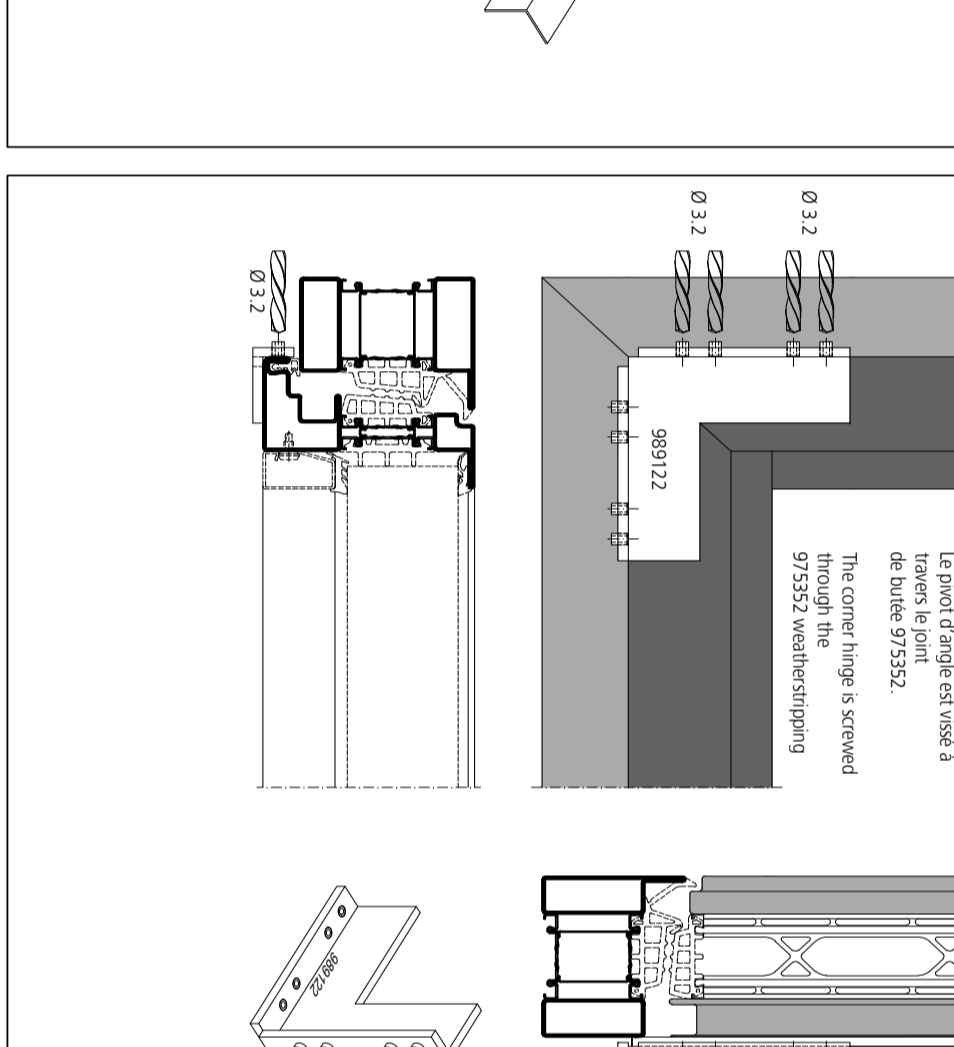 Ø 3.2
Ø 3.2
Ø 3.2
989122
Le pivot d'angle est vissé à
travers le joint
de butée 975352.
The corner hinge is screwed
through the
975352 weatherstripping
989122